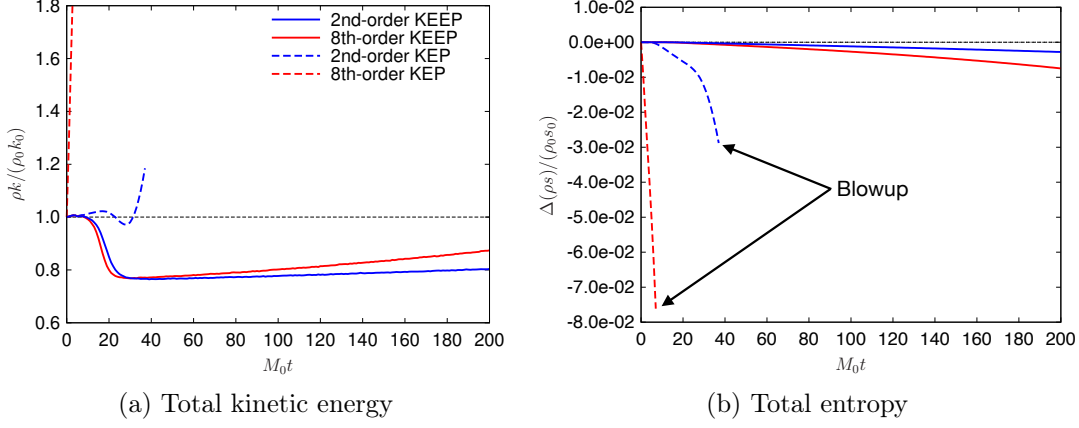 1.8
1.6
1.4
1.2
1.0
0.8
0.6
ρk/(ρ₀k₀)
2nd-order KEEP
8th-order KEEP
2nd-order KEP
8th-order KEP
0 20 40 60 80 100 120 140 160 180 200
M₀t
(a) Total kinetic energy
1.0e-02
0.0e+00
-1.0e-02
-2.0e-02
-3.0e-02
-4.0e-02
-5.0e-02
-6.0e-02
-7.0e-02
-8.0e-02
Δ(ρs)/(ρ₀s₀)
Blowup
0 20 40 60 80 100 120 140 160 180 200
M₀t
(b) Total entropy